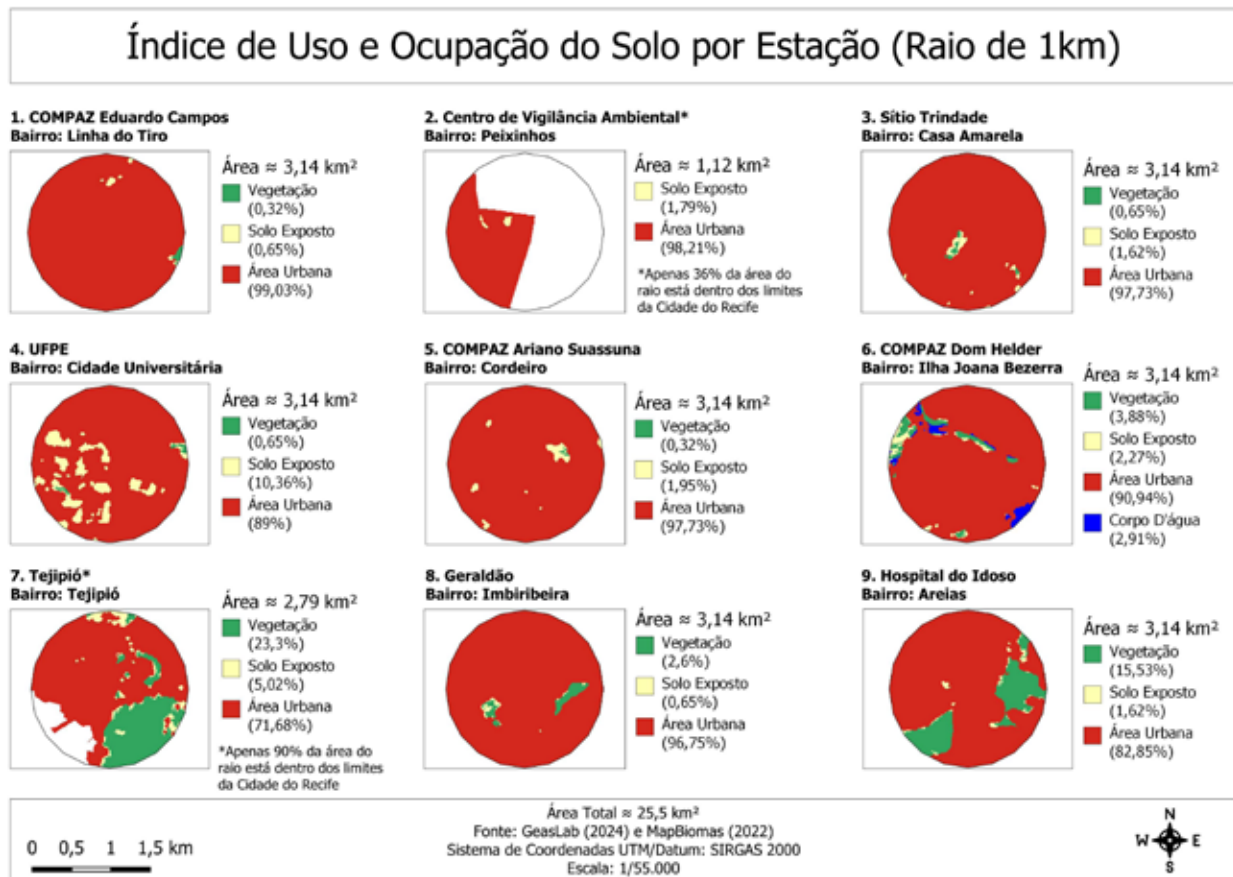 Índice de Uso e Ocupação do Solo por Estação (Raio de 1km)
1. COMPAZ Eduardo Campos
Bairro: Linha do Tiro
Área ≈ 3,14 km²
Vegetação
(0,32%)
Solo Exposto
(0,65%)
Área Urbana
(99,03%)
2. Centro de Vigilância Ambiental*
Bairro: Peixinhos
Área ≈ 1,12 km²
Solo Exposto
(1,79%)
Área Urbana
(98,21%)
*Apenas 36% da área do
raio está dentro dos limites
da Cidade do Recife
3. Sítio Trindade
Bairro: Casa Amarela
Área ≈ 3,14 km²
Vegetação
(0,65%)
Solo Exposto
(1,62%)
Área Urbana
(97,73%)
4. UFPE
Bairro: Cidade Universitária
Área ≈ 3,14 km²
Vegetação
(0,65%)
Solo Exposto
(10,36%)
Área Urbana
(89%)
5. COMPAZ Ariano Suassuna
Bairro: Cordeiro
Área ≈ 3,14 km²
Vegetação
(0,32%)
Solo Exposto
(1,95%)
Área Urbana
(97,73%)
6. COMPAZ Dom Helder
Bairro: Ilha Joana Bezerra
Área ≈ 3,14 km²
Vegetação
(3,88%)
Solo Exposto
(2,27%)
Área Urbana
(90,94%)
Corpo D'água
(2,91%)
7. Tejipió*
Bairro: Tejipió
Área ≈ 2,79 km²
Vegetação
(23,3%)
Solo Exposto
(5,02%)
Área Urbana
(71,68%)
*Apenas 90% da área do
raio está dentro dos limites
da Cidade do Recife
8. Geraldão
Bairro: Imbiribeira
Área ≈ 3,14 km²
Vegetação
(2,6%)
Solo Exposto
(0,65%)
Área Urbana
(96,75%)
9. Hospital do Idoso
Bairro: Areias
Área ≈ 3,14 km²
Vegetação
(15,53%)
Solo Exposto
(1,62%)
Área Urbana
(82,85%)
0 0,5 1 1,5 km
Área Total ≈ 25,5 km²
Fonte: GeasLab (2024) e MapBiomas (2022)
Sistema de Coordenadas UTM/Datum: SIRGAS 2000
Escala: 1/55.000
N
W E
S